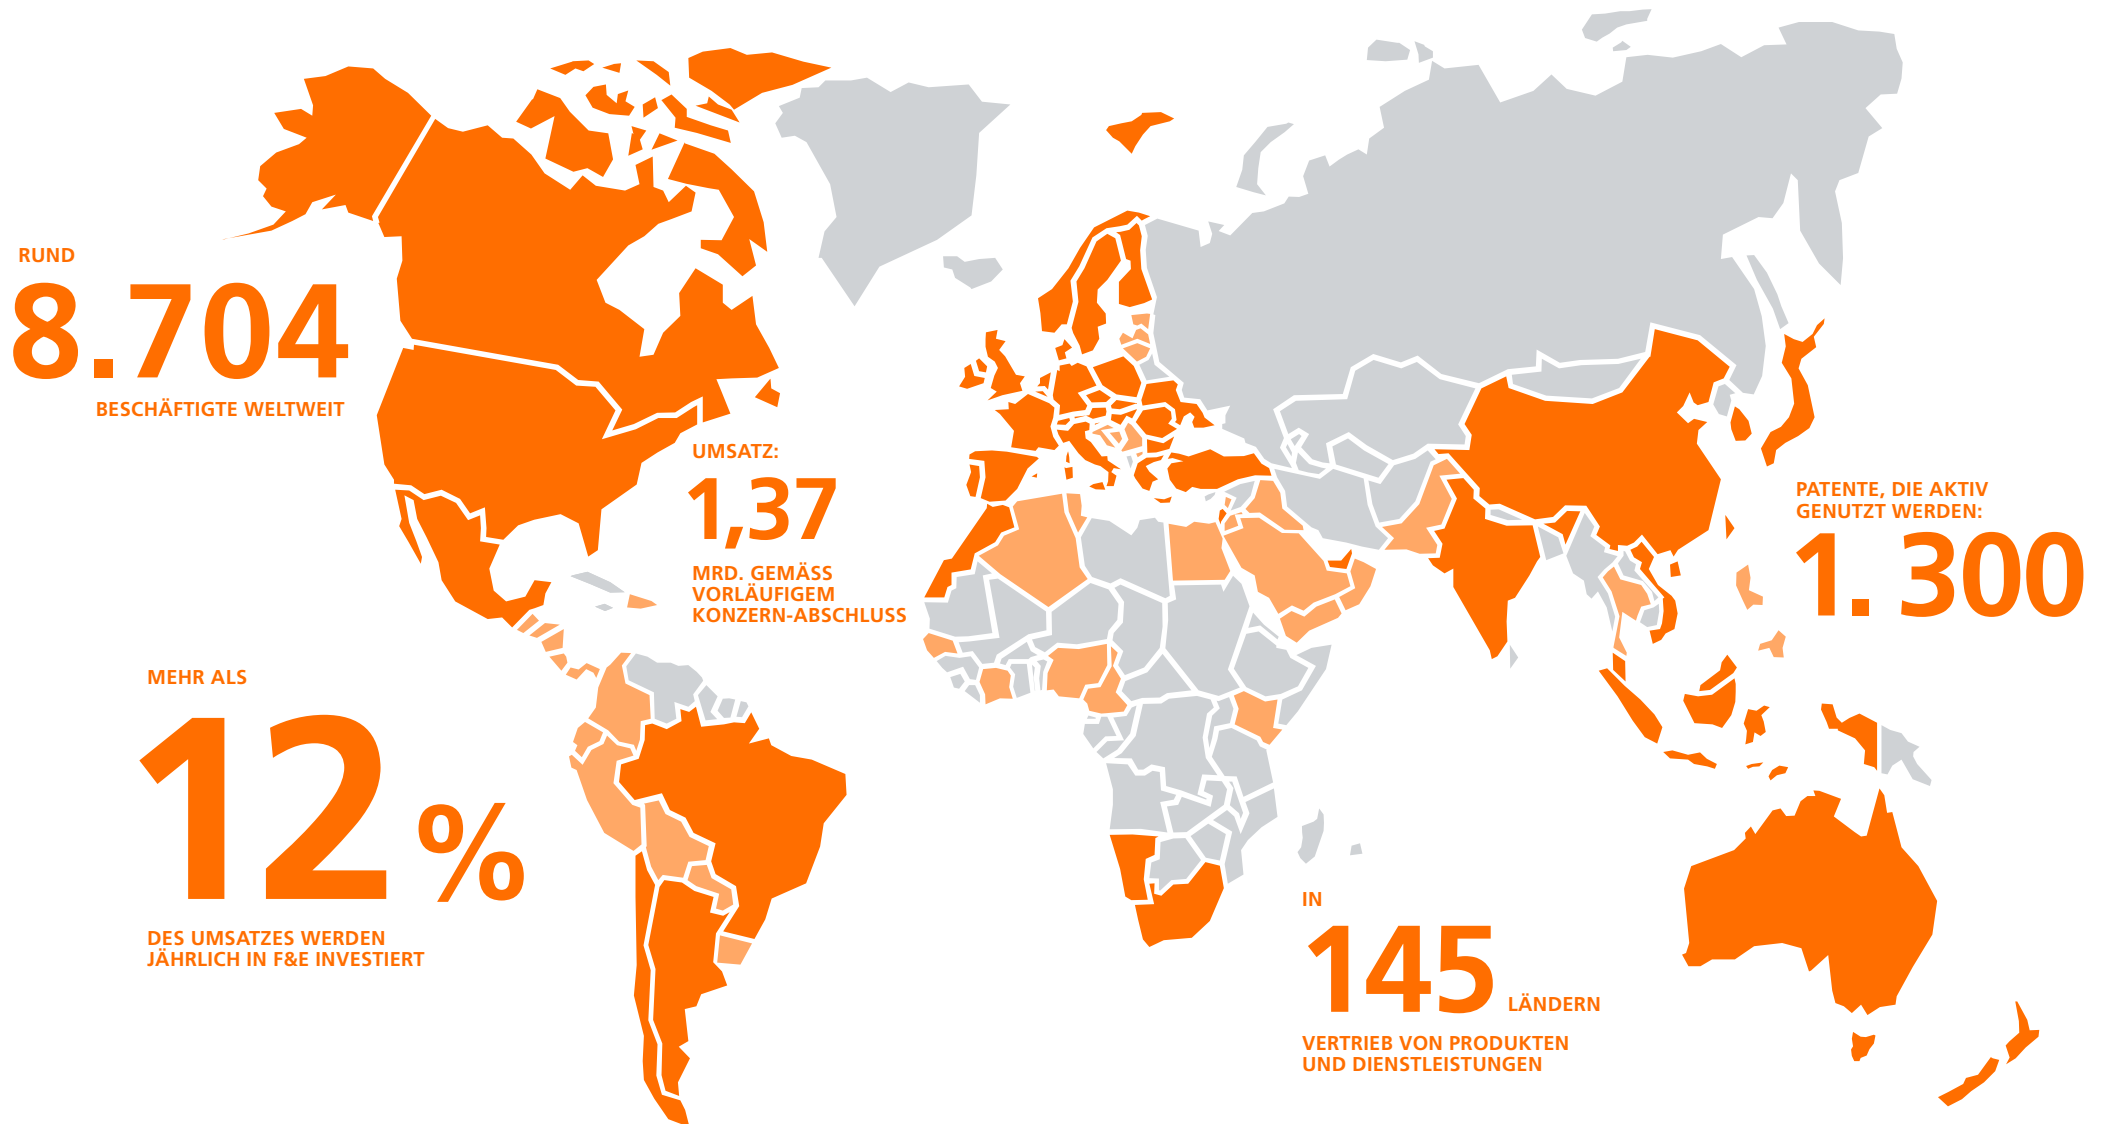 RUND
8.704
BESCHÄFTIGTE WELTWEIT
UMSATZ:
1,37
MRD. GEMÄSS
VORLÄUFIGEM
KONZERN-ABSCHLUSS
PATENTE, DIE AKTIV
GENUTZT WERDEN:
1. 300
MEHR ALS
12 %
DES UMSATZES WERDEN
JÄHRLICH IN F&E INVESTIERT
IN
145 LÄNDERN
VERTRIEB VON PRODUKTEN
UND DIENSTLEISTUNGEN